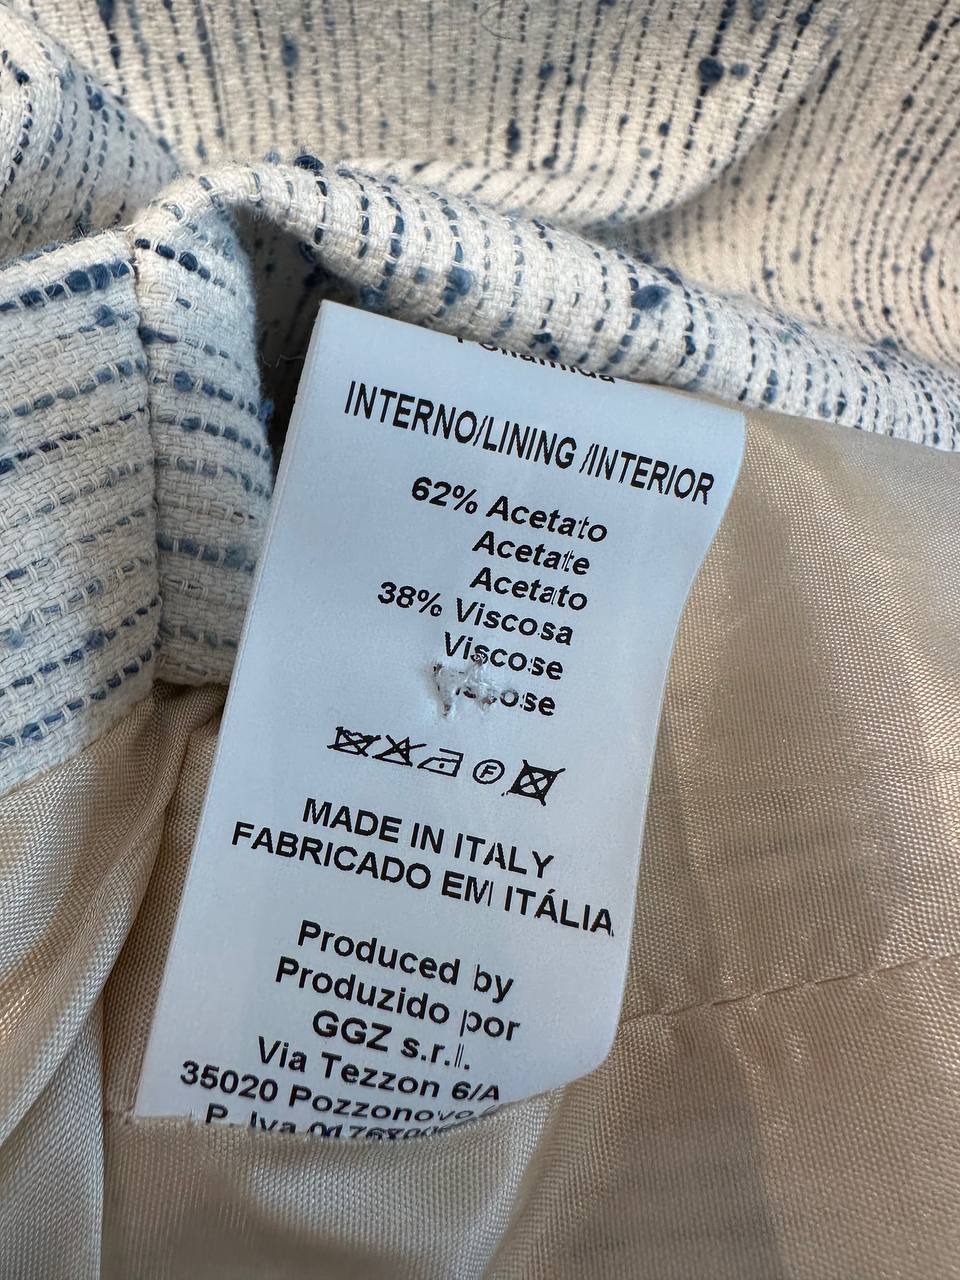 INTERNO/LINING /INTERIOR
62% Acetato
Acetate
Acetato
38% Viscosa
Viscose
F
MADE IN ITALY
FABRICADO EM ITÁLIA
Produced by
Produzido por
GGZ s.r.l.
Via Tezzon 6/A
35020 Pozzonovo
P. Iva